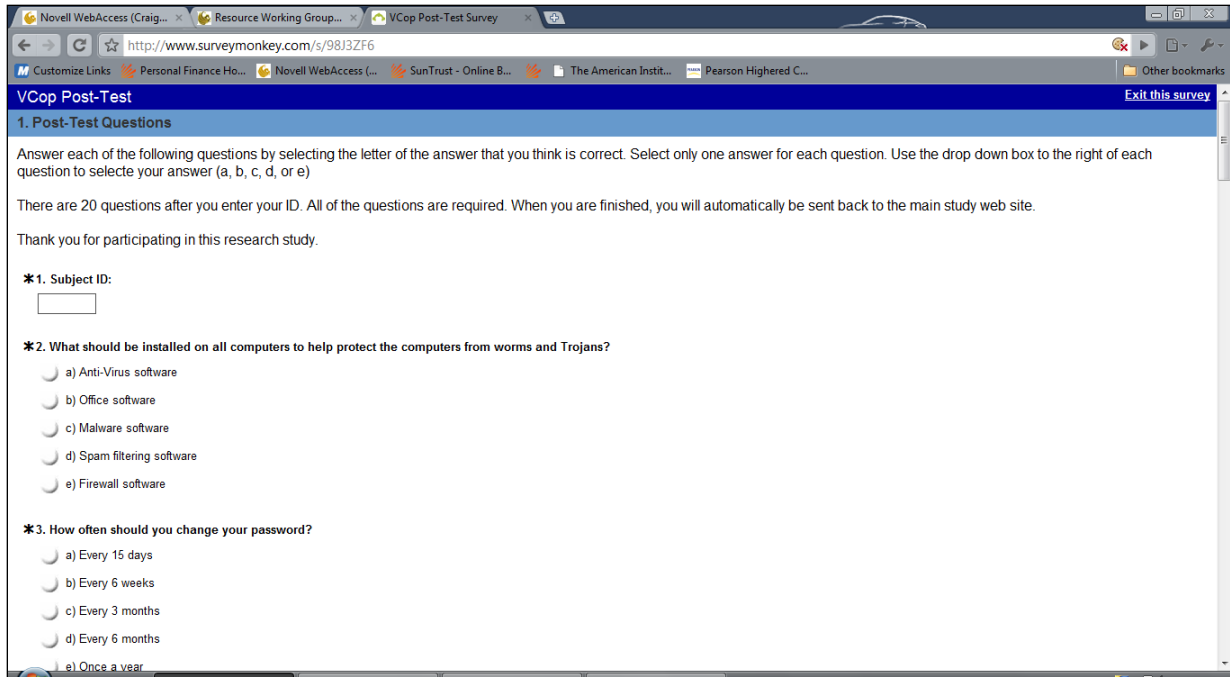 Novell WebAccess (Craig...
Resource Working Group...
VCop Post-Test Survey
http://www.surveymonkey.com/s/98J3ZF6
Customize Links
Personal Finance Ho...
Novell WebAccess (...
SunTrust - Online B...
The American Instit...
Pearson Highered C...
Other bookmarks
VCop Post-Test
Exit this survey
1. Post-Test Questions
Answer each of the following questions by selecting the letter of the answer that you think is correct. Select only one answer for each question. Use the drop down box to the right of each
question to selecte your answer (a, b, c, d, or e)
There are 20 questions after you enter your ID. All of the questions are required. When you are finished, you will automatically be sent back to the main study web site.
Thank you for participating in this research study.
*1. Subject ID:
*2. What should be installed on all computers to help protect the computers from worms and Trojans?
a) Anti-Virus software
b) Office software
c) Malware software
d) Spam filtering software
e) Firewall software
*3. How often should you change your password?
a) Every 15 days
b) Every 6 weeks
c) Every 3 months
d) Every 6 months
e) Once a year